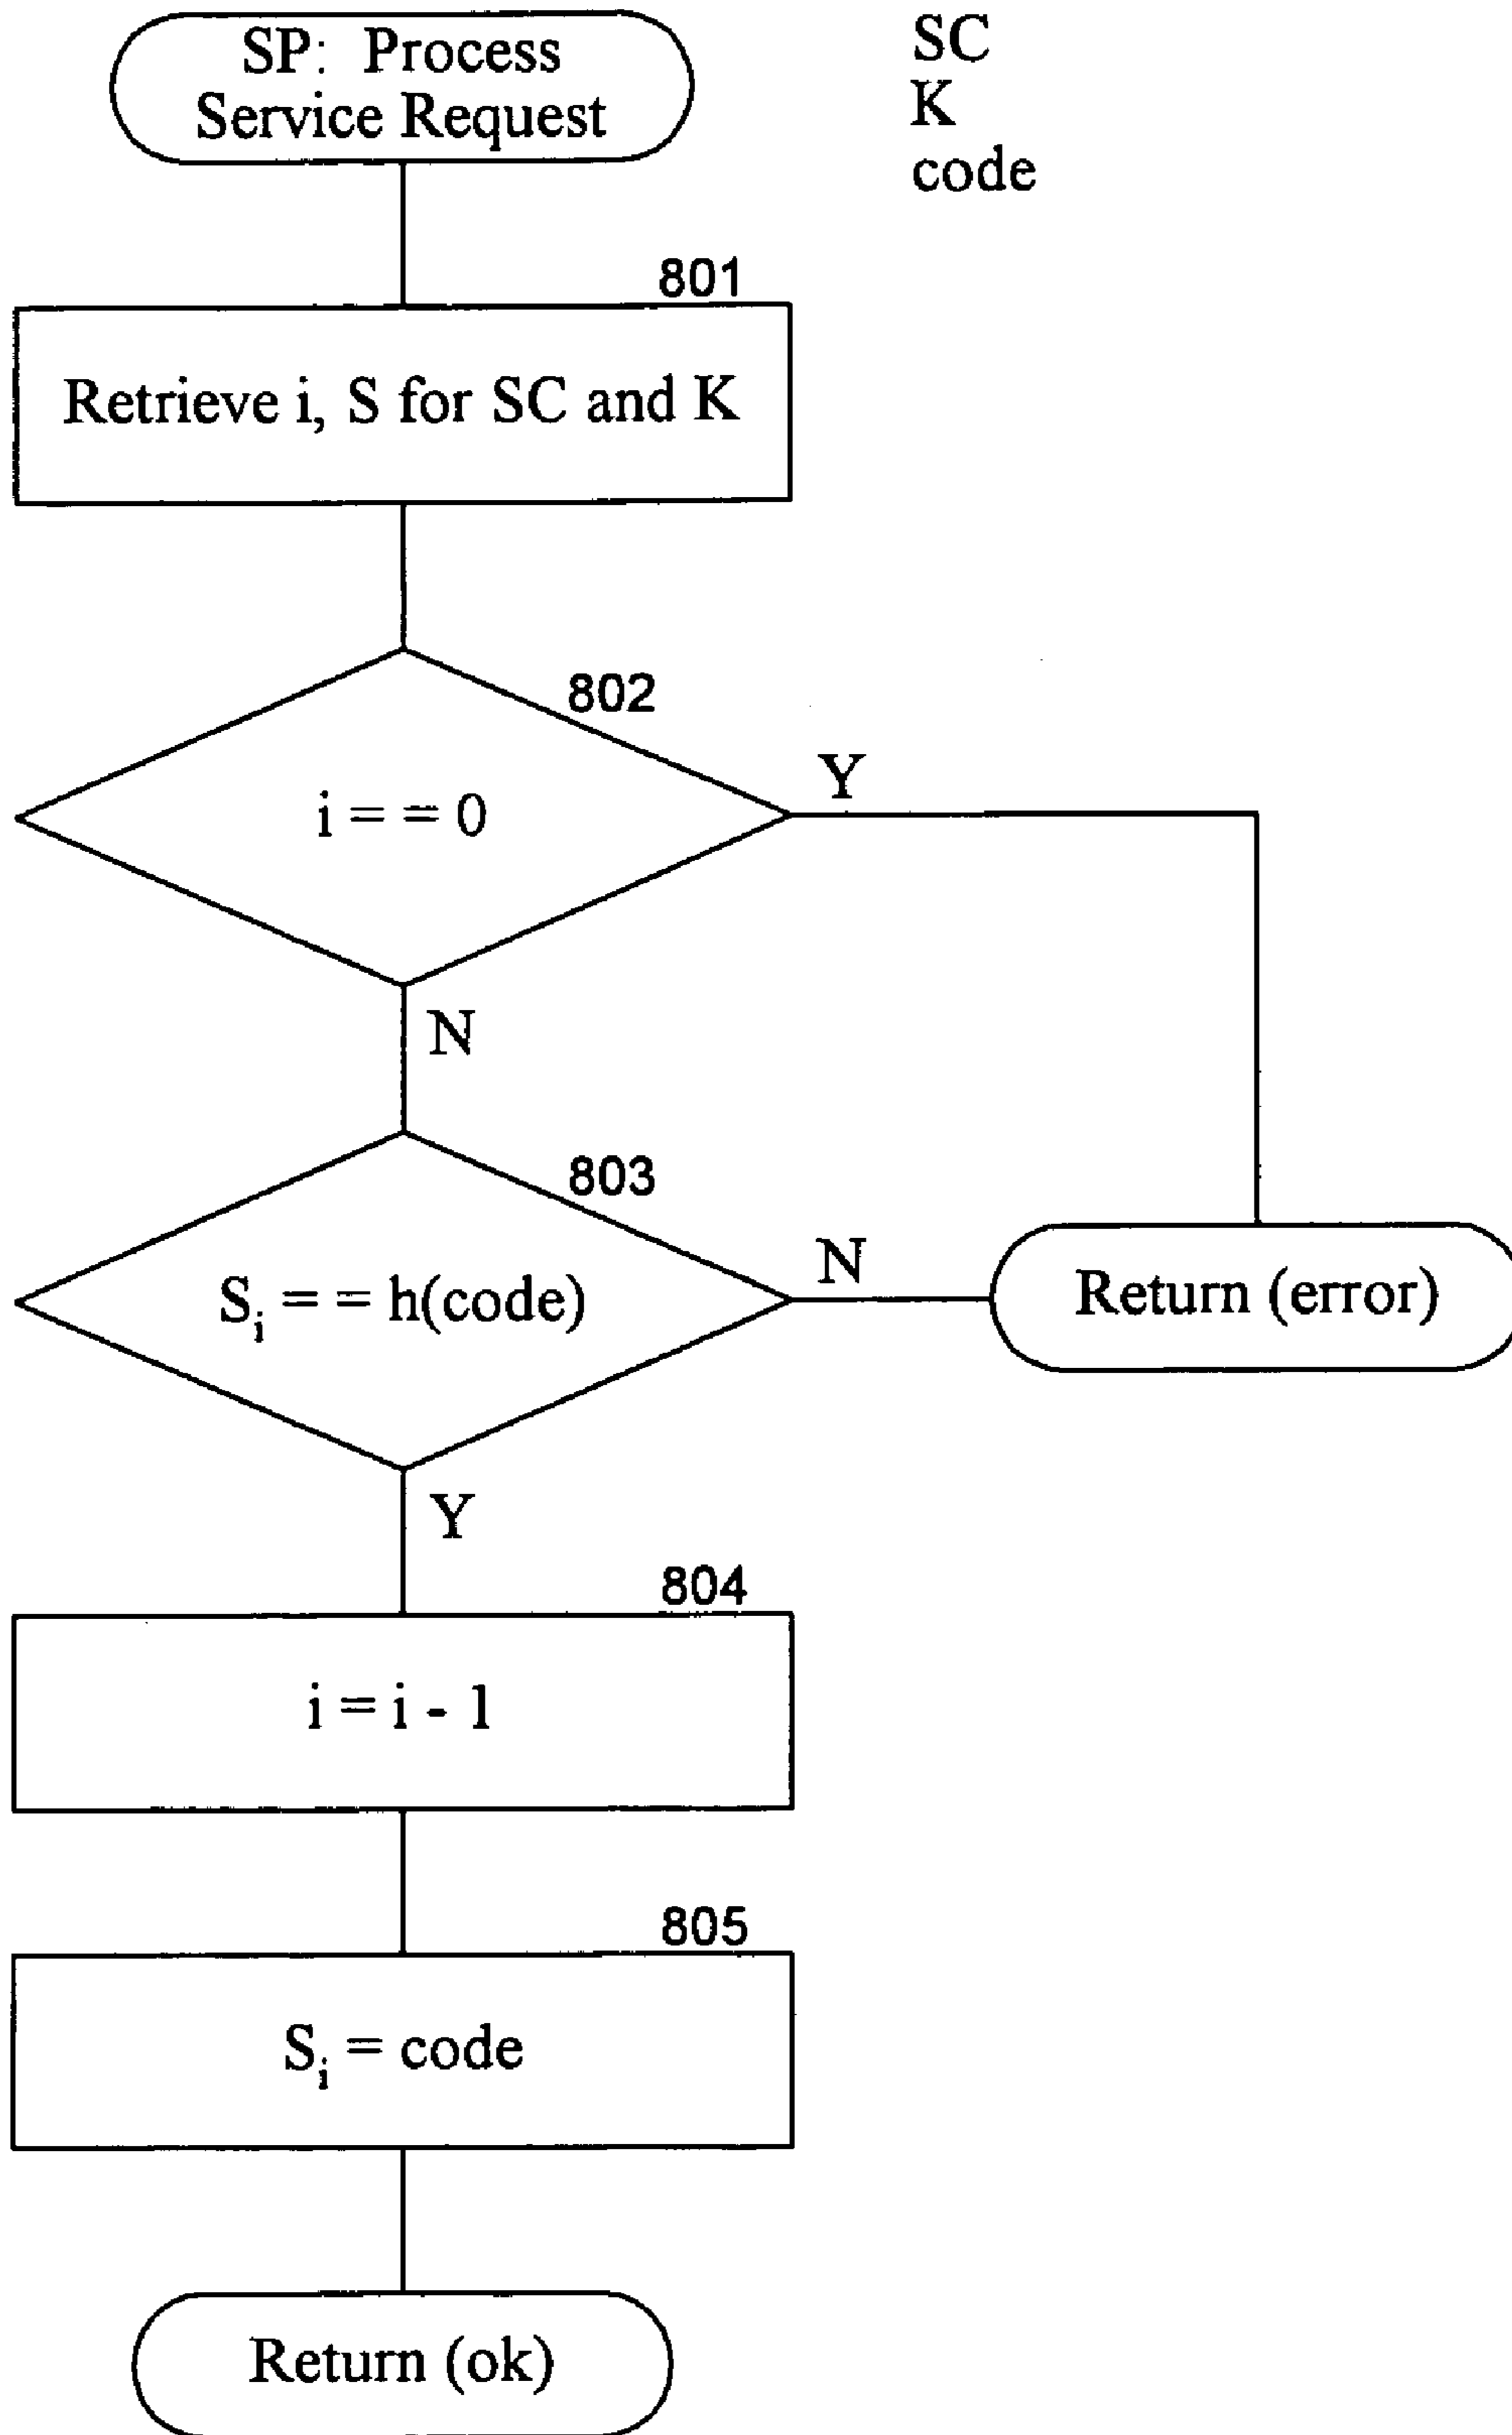 SP: Process
Service Request
SC
K
code
801
Retrieve i, S for SC and K
802
i = = 0
Y
N
803
Sᵢ = = h(code)
N
Return (error)
Y
804
i = i - 1
805
Sᵢ = code
Return (ok)